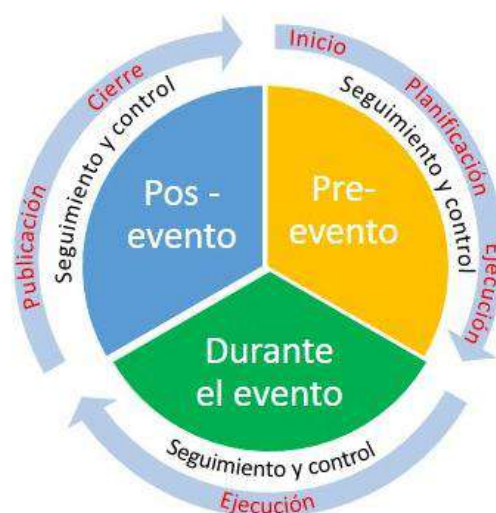 Inicio
Planificación
Ejecución
Seguimiento y control
Pre-
evento
Durante
el evento
Seguimiento y control
Ejecución
Pos -
evento
Seguimiento y control
Publicación
Cierre